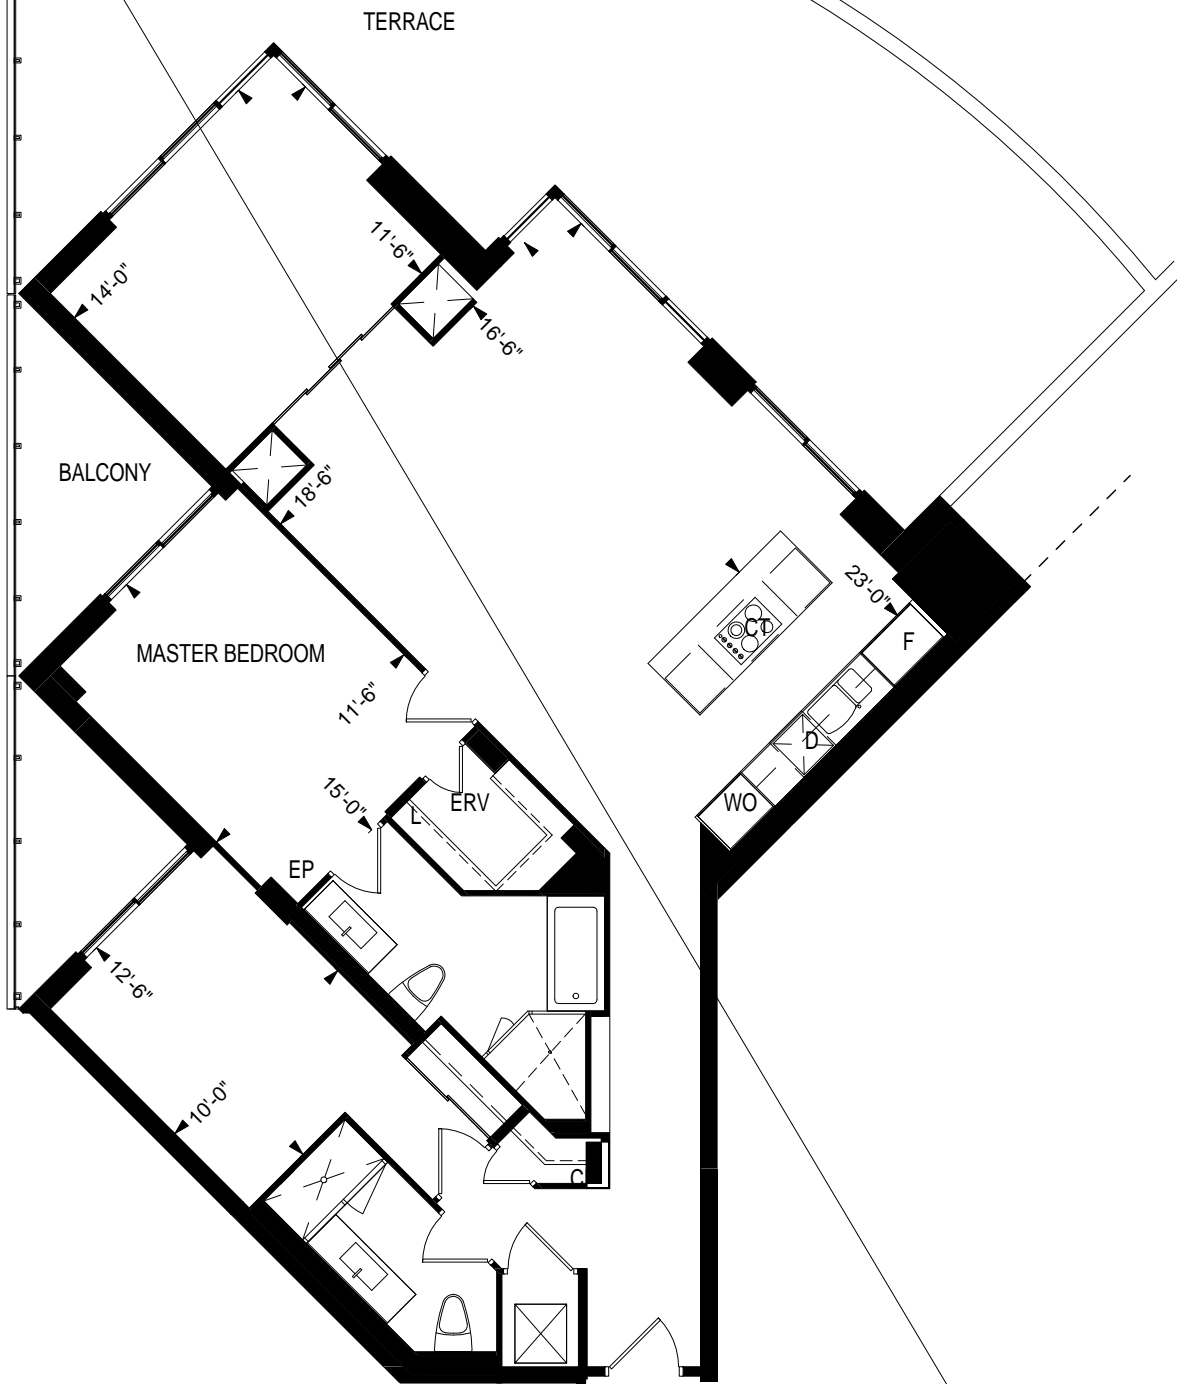 TERRACE
11'-6"
14'-0"
16'-6"
BALCONY
18'-6"
23'-0"
CT
F
MASTER BEDROOM
11'-6"
D
15'-0"
ERV
WO
L
EP
12'-6"
10'-0"
C